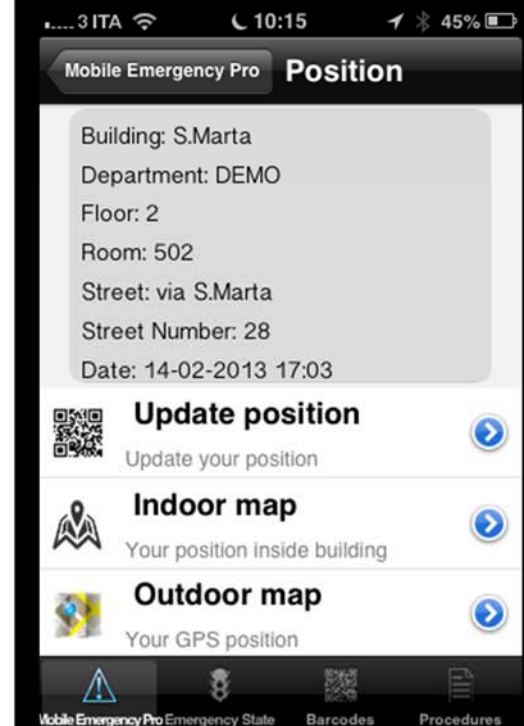 3 ITA 10:15 45%
Mobile Emergency Pro Position
Building: S.Marta
Department: DEMO
Floor: 2
Room: 502
Street: via S.Marta
Street Number: 28
Date: 14-02-2013 17:03
Update position
Update your position
Indoor map
Your position inside building
Outdoor map
Your GPS position
Mobile Emergency Pro Emergency State Barcodes Procedures